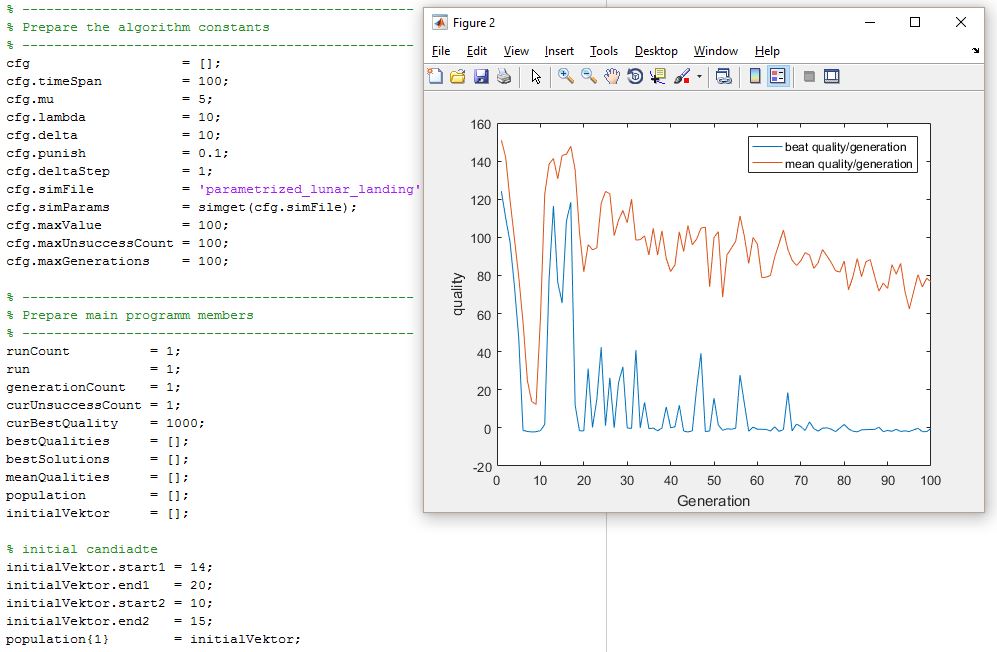 % -------------------------------------------------
% Prepare the algorithm constants
% -------------------------------------------------
cfg = [];
cfg.timeSpan = 100;
cfg.mu = 5;
cfg.lambda = 10;
cfg.delta = 10;
cfg.punish = 0.1;
cfg.deltaStep = 1;
cfg.simFile = 'parametrized_lunar_landing'
cfg.simParams = simget(cfg.simFile);
cfg.maxValue = 100;
cfg.maxUnsuccessCount = 100;
cfg.maxGenerations = 100;
% -------------------------------------------------
% Prepare main programm members
% -------------------------------------------------
runCount = 1;
run = 1;
generationCount = 1;
curUnsuccessCount = 1;
curBestQuality = 1000;
bestQualities = [];
bestSolutions = [];
meanQualities = [];
population = [];
initialVektor = [];
% initial candiadte
initialVektor.start1 = 14;
initialVektor.end1 = 20;
initialVektor.start2 = 10;
initialVektor.end2 = 15;
population{1} = initialVektor;
Figure 2
File Edit View Insert Tools Desktop Window Help
beat quality/generation
mean quality/generation
quality
160
140
120
100
80
60
40
20
0
-20
0 10 20 30 40 50 60 70 80 90 100
Generation